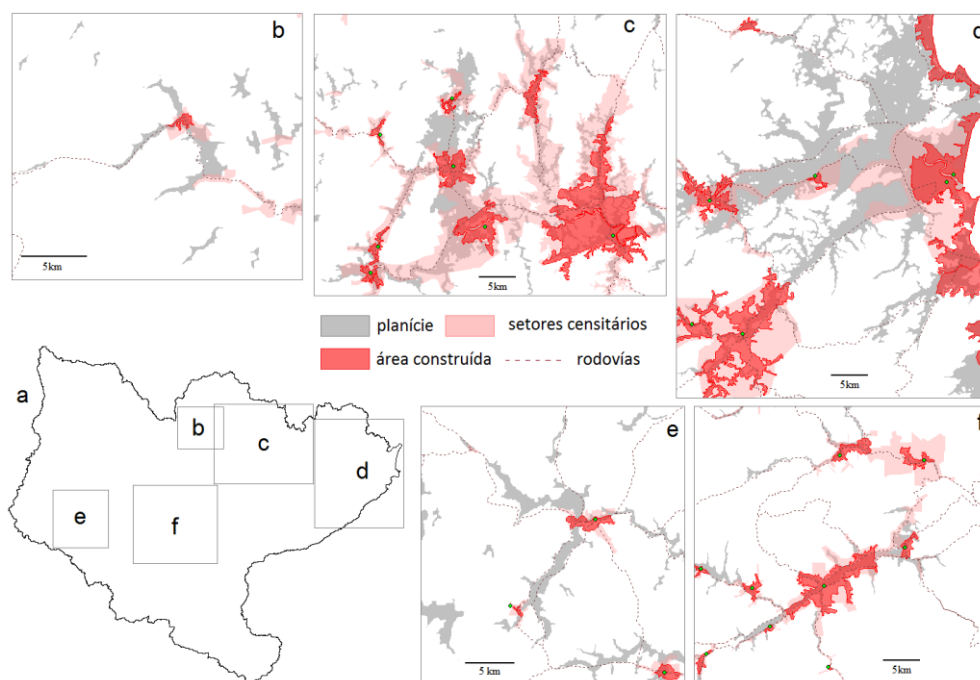 b
5km
c
5km
d
5km
planície
setores censitários
área construída
rodovías
a
b
c
d
e
f
e
5 km
f
5km